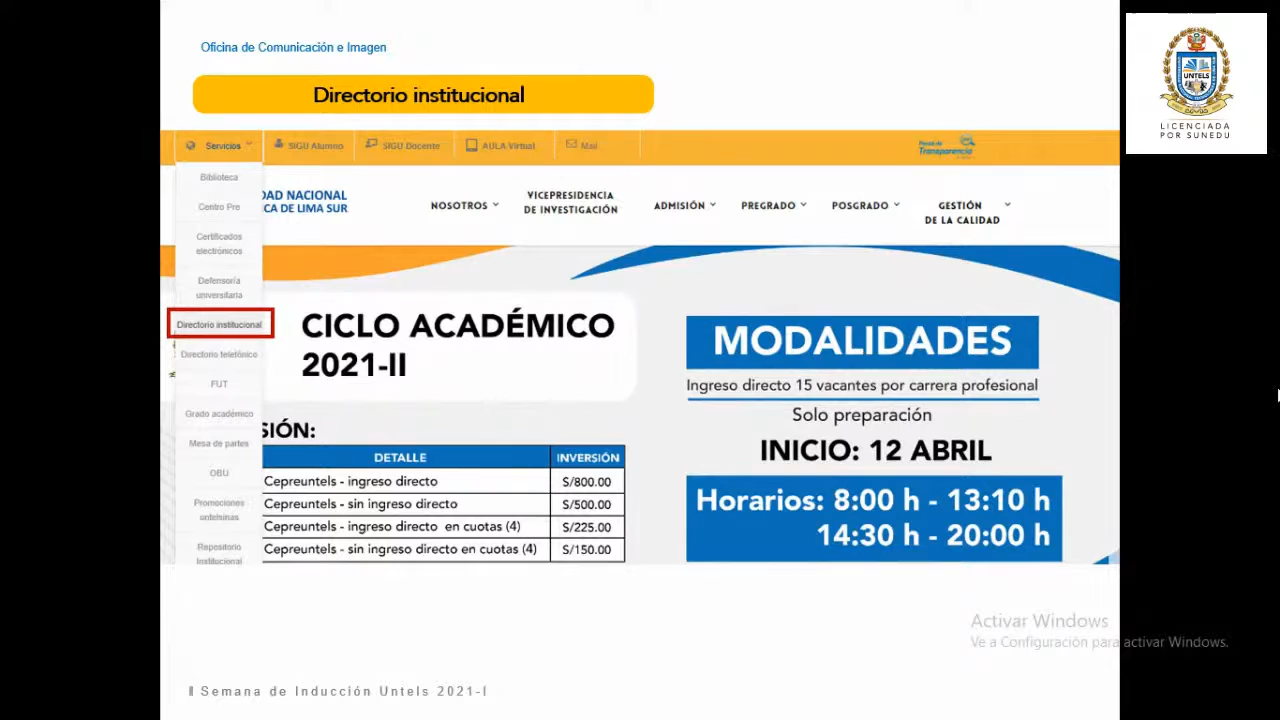 Oficina de Comunicación e Imagen
Directorio institucional
UNTELS
LICENCIADA
POR SUNEDU
Servicios
SIGU Alumno
SIGU Docente
AULA Virtual
Mail
Portal de
Transparencia
Biblioteca
Centro Pre
Certificados
electrónicos
Defensoría
universitaria
Directorio institucional
Directorio telefónico
FUT
Grado académico
Mesa de partes
OBU
Promociones
untelsinas
Repositorio
Institucional
DAD NACIONAL
ICA DE LIMA SUR
NOSOTROS
VICEPRESIDENCIA
DE INVESTIGACIÓN
ADMISIÓN
PREGRADO
POSGRADO
GESTIÓN
DE LA CALIDAD
CICLO ACADÉMICO
2021-II
SIÓN:
DETALLE INVERSIÓN
Cepreuntels - ingreso directo S/800.00
Cepreuntels - sin ingreso directo S/500.00
Cepreuntels - ingreso directo en cuotas (4) S/225.00
Cepreuntels - sin ingreso directo en cuotas (4) S/150.00
MODALIDADES
Ingreso directo 15 vacantes por carrera profesional
Solo preparación
INICIO: 12 ABRIL
Horarios: 8:00 h - 13:10 h
14:30 h - 20:00 h
Activar Windows
Ve a Configuración para activar Windows.
II Semana de Inducción Untels 2021-I